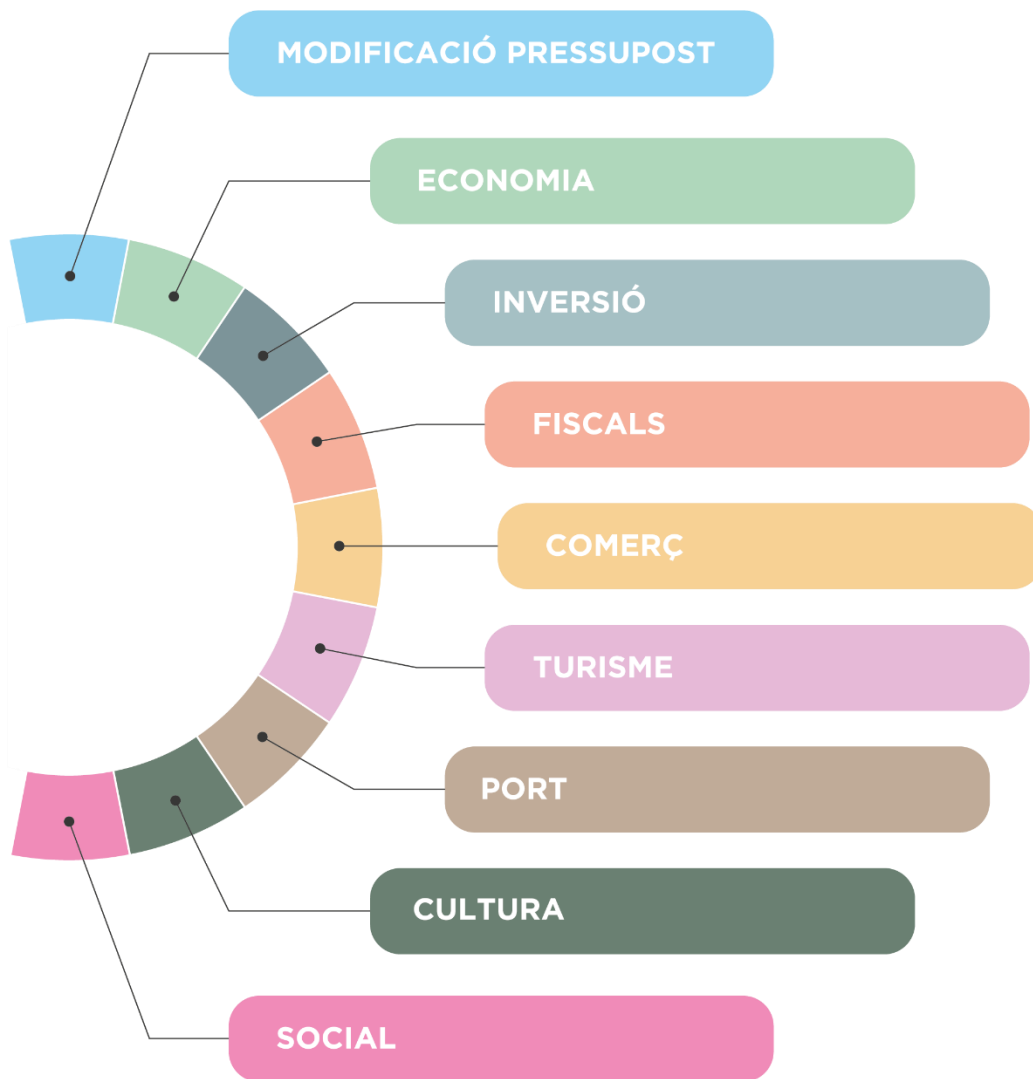 MODIFICACIÓ PRESSUPOST
ECONOMIA
INVERSIÓ
FISCALS
COMERÇ
TURISME
PORT
CULTURA
SOCIAL